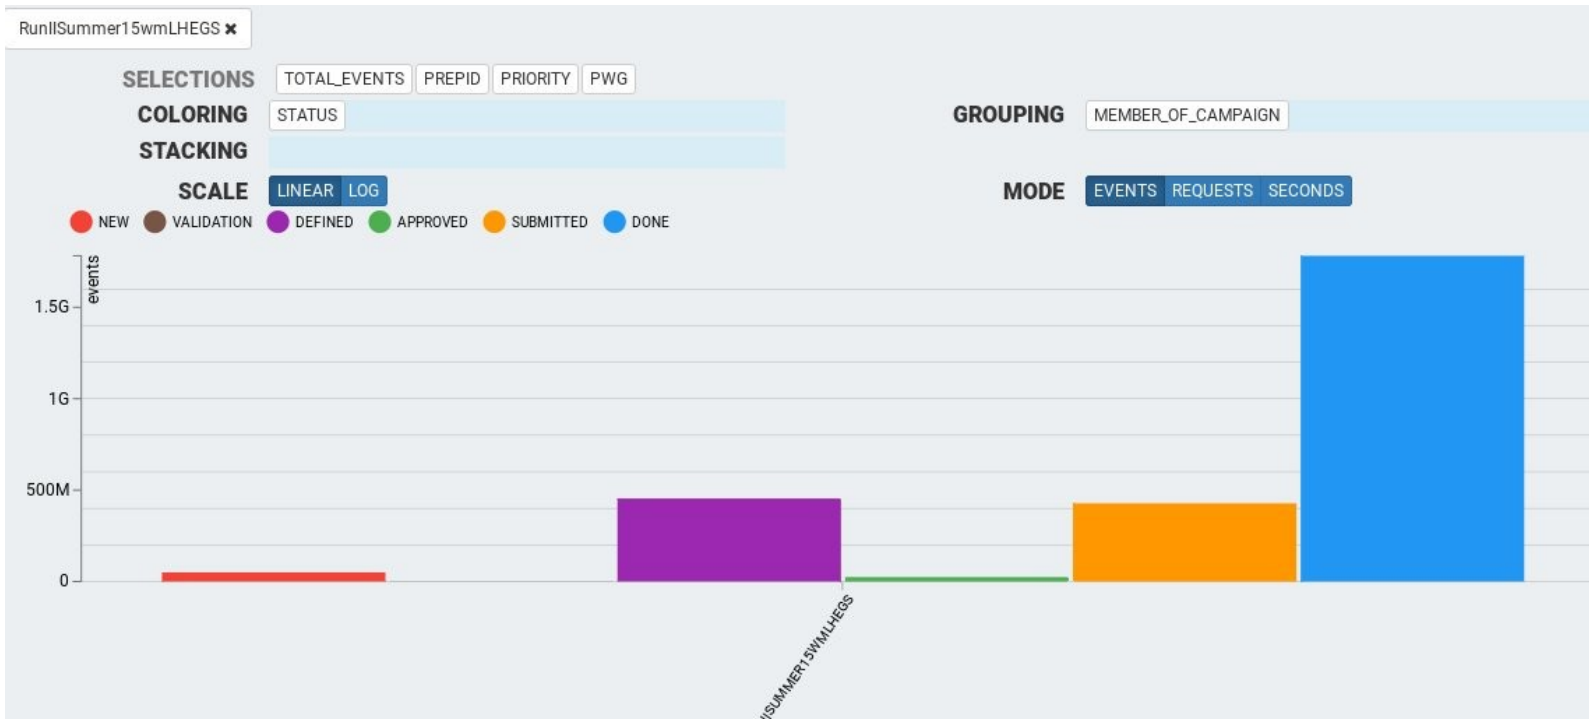 RunIISummer15wmLHEGS ✖
SELECTIONS TOTAL_EVENTS PREPID PRIORITY PWG
COLORING STATUS GROUPING MEMBER_OF_CAMPAIGN
STACKING
SCALE LINEAR LOG MODE EVENTS REQUESTS SECONDS
NEW VALIDATION DEFINED APPROVED SUBMITTED DONE
events
1.5G
1G
500M
0
ISUMMER15WMLHEGS